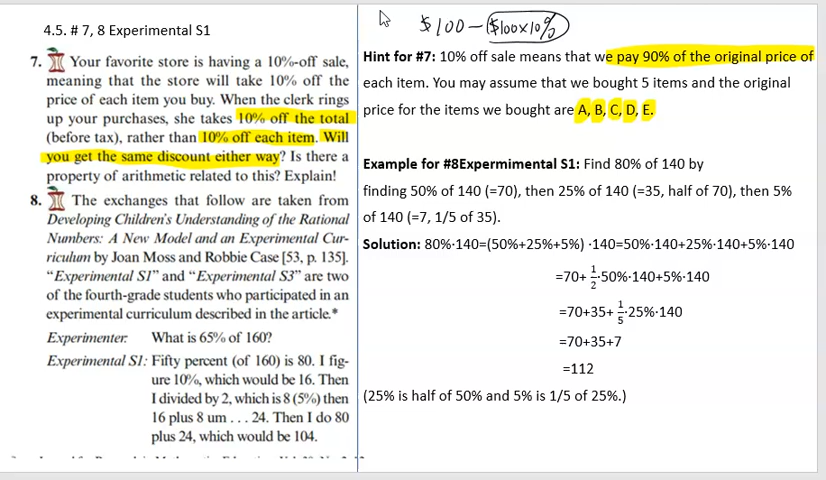 4.5. # 7, 8 Experimental S1
7. Your favorite store is having a 10%-off sale,
meaning that the store will take 10% off the
price of each item you buy. When the clerk rings
up your purchases, she takes 10% off the total
(before tax), rather than 10% off each item. Will
you get the same discount either way? Is there a
property of arithmetic related to this? Explain!
8. The exchanges that follow are taken from
Developing Children's Understanding of the Rational
Numbers: A New Model and an Experimental Cur-
riculum by Joan Moss and Robbie Case [53, p. 135].
"Experimental S1" and "Experimental S3" are two
of the fourth-grade students who participated in an
experimental curriculum described in the article.*
Experimenter: What is 65% of 160?
Experimental S1: Fifty percent (of 160) is 80. I fig-
ure 10%, which would be 16. Then
I divided by 2, which is 8 (5%) then
16 plus 8 um . . . 24. Then I do 80
plus 24, which would be 104.
$100-($100x10%)
Hint for #7: 10% off sale means that we pay 90% of the original price of
each item. You may assume that we bought 5 items and the original
price for the items we bought are A, B, C, D, E.
Example for #8Expermimental S1: Find 80% of 140 by
finding 50% of 140 (=70), then 25% of 140 (=35, half of 70), then 5%
of 140 (=7, 1/5 of 35).
Solution: 80%·140=(50%+25%+5%) ·140=50%·140+25%·140+5%·140
=70+ 1/2·50%·140+5%·140
=70+35+ 1/5·25%·140
=70+35+7
=112
(25% is half of 50% and 5% is 1/5 of 25%.)